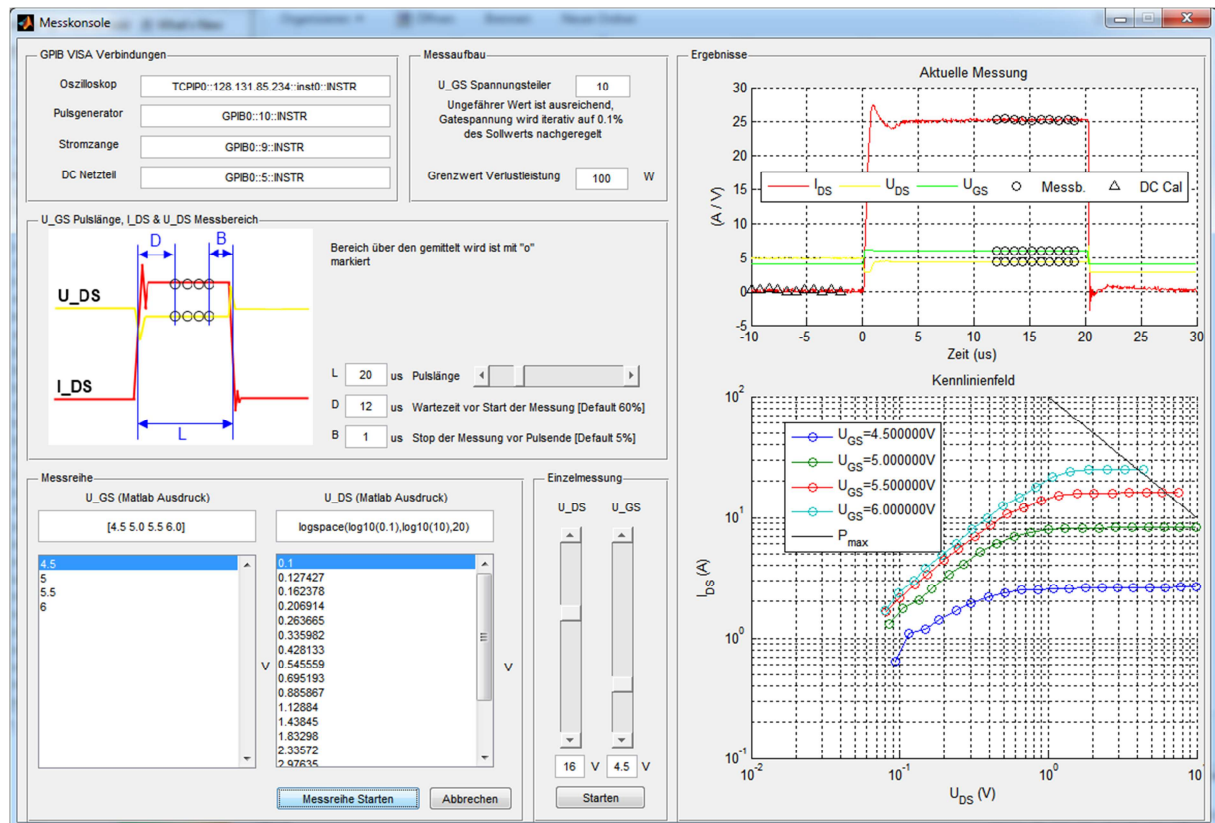 Messkonsole
What's New
GPIB VISA Verbindungen
Oszilloskop TCPIP0::128.131.85.234::inst0::INSTR
Pulsgenerator GPIB0::10::INSTR
Stromzange GPIB0::9::INSTR
DC Netzteil GPIB0::5::INSTR
Messaufbau
U_GS Spannungsteiler 10
Ungefährer Wert ist ausreichend,
Gatespannung wird iterativ auf 0.1%
des Sollwerts nachgeregelt
Grenzwert Verlustleistung 100 W
U_GS Pulslänge, I_DS & U_DS Messbereich
D
B
U_DS
I_DS
L
Bereich über den gemittelt wird ist mit "o"
markiert
L 20 us Pulslänge
D 12 us Wartezeit vor Start der Messung [Default 60%]
B 1 us Stop der Messung vor Pulsende [Default 5%]
Messreihe
U_GS (Matlab Ausdruck)
[4.5 5.0 5.5 6.0]
4.5
5
5.5
6
V
U_DS (Matlab Ausdruck)
logspace(log10(0.1),log10(10),20)
0.1
0.127427
0.162378
0.206914
0.263665
0.335982
0.428133
0.545559
0.695193
0.885867
1.12884
1.43845
1.83298
2.33572
2.97635
V
Messreihe Starten
Abbrechen
Einzelmessung
U_DS U_GS
16 V 4.5 V
Starten
Ergebnisse
Aktuelle Messung
30
25
20
15
10
5
0
-5
(A / V)
I_DS U_DS U_GS Messb. DC Cal
-10 -5 0 5 10 15 20 25 30
Zeit (us)
Kennlinienfeld
10^2
10^1
10^0
10^-1
I_DS (A)
U_GS=4.500000V
U_GS=5.000000V
U_GS=5.500000V
U_GS=6.000000V
P_max
10^-2 10^-1 10^0 10
U_DS (V)